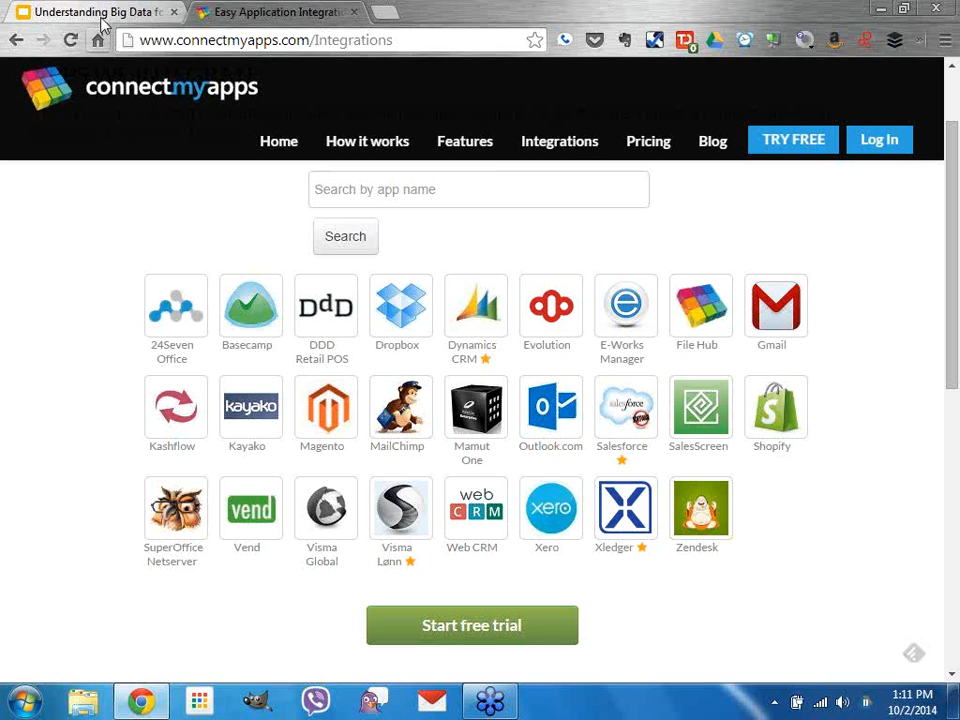 Understanding Big Data fo
Easy Application Integrati
www.connectmyapps.com/Integrations
connectmyapps
Home How it works Features Integrations Pricing Blog TRY FREE Log In
Search by app name
Search
DdD
e
24Seven Office
Basecamp
DDD Retail POS
Dropbox
Dynamics CRM
Evolution
E-Works Manager
File Hub
Gmail
kayako
salesforce
Kashflow
Kayako
Magento
MailChimp
Mamut One
Outlook.com
Salesforce
SalesScreen
Shopify
vend
web CRM
xero
SuperOffice Netserver
Vend
Visma Global
Visma Lønn
Web CRM
Xero
Xledger
Zendesk
Start free trial
1:11 PM
10/2/2014